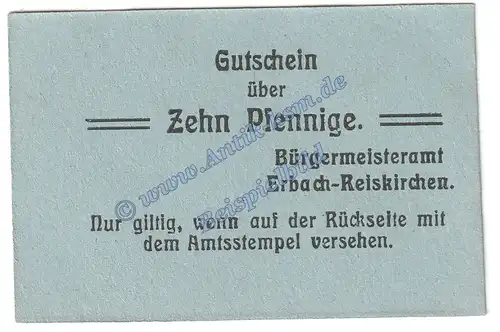 Gutschein
über
Zehn Pfennige.
Bürgermeisteramt
Erbach-Reiskirchen.
Nur giltig, wenn auf der Rückseite mit
dem Amtsstempel versehen.
© www.Antikform.de
Beispielbild